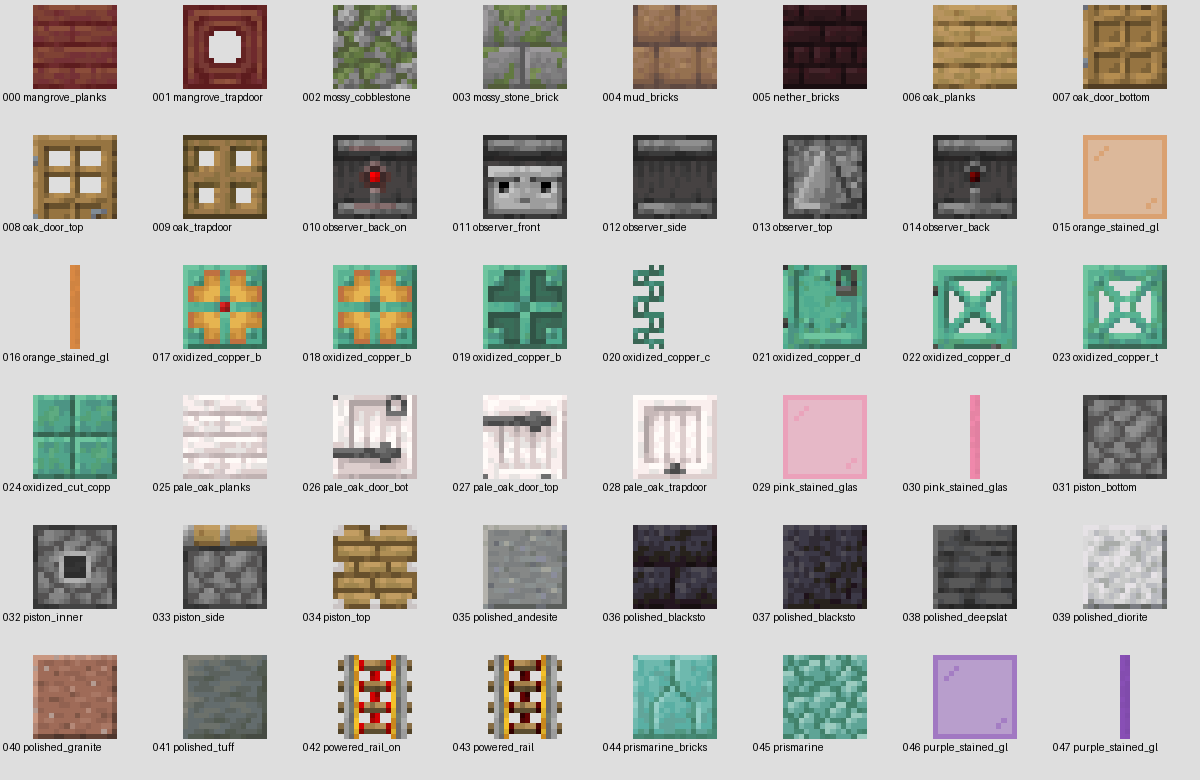 000 mangrove_planks
001 mangrove_trapdoor
002 mossy_cobblestone
003 mossy_stone_brick
004 mud_bricks
005 nether_bricks
006 oak_planks
007 oak_door_bottom
008 oak_door_top
009 oak_trapdoor
010 observer_back_on
011 observer_front
012 observer_side
013 observer_top
014 observer_back
015 orange_stained_gl
016 orange_stained_gl
017 oxidized_copper_b
018 oxidized_copper_b
019 oxidized_copper_b
020 oxidized_copper_c
021 oxidized_copper_d
022 oxidized_copper_d
023 oxidized_copper_t
024 oxidized_cut_copp
025 pale_oak_planks
026 pale_oak_door_bot
027 pale_oak_door_top
028 pale_oak_trapdoor
029 pink_stained_glas
030 pink_stained_glas
031 piston_bottom
032 piston_inner
033 piston_side
034 piston_top
035 polished_andesite
036 polished_blacksto
037 polished_blacksto
038 polished_deepslat
039 polished_diorite
040 polished_granite
041 polished_tuff
042 powered_rail_on
043 powered_rail
044 prismarine_bricks
045 prismarine
046 purple_stained_gl
047 purple_stained_gl